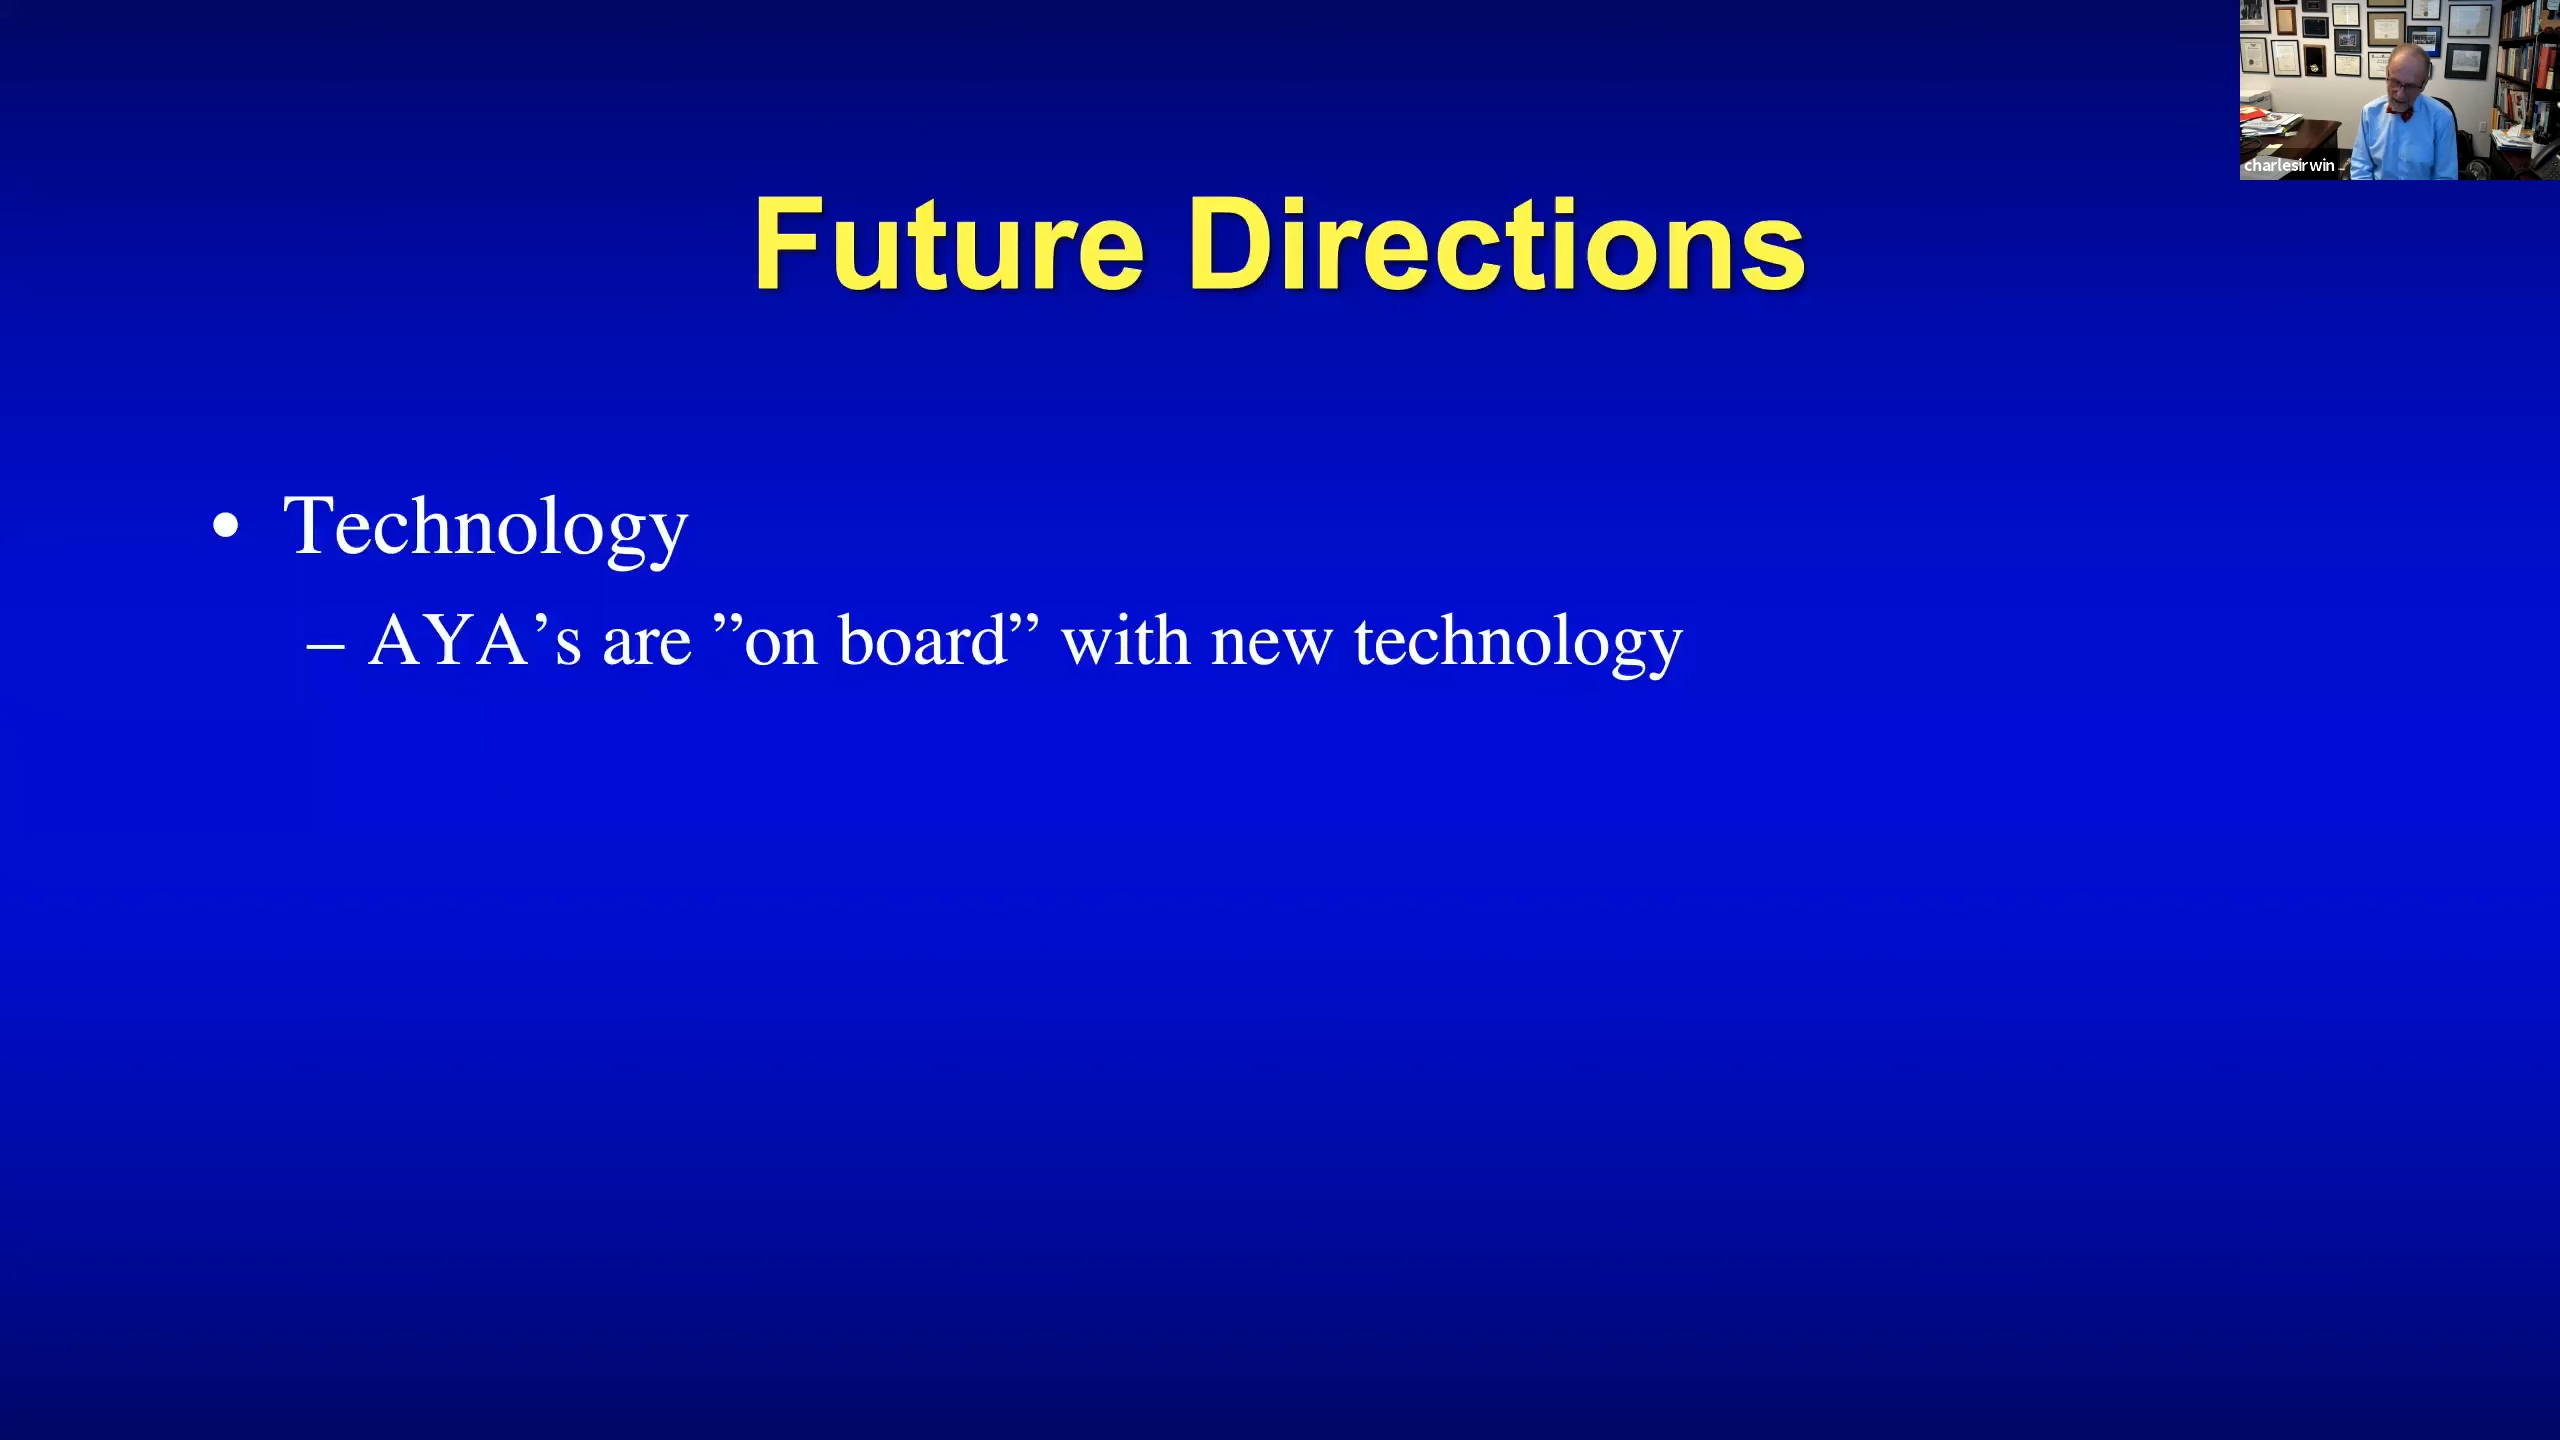 Future Directions
• Technology
– AYA’s are ”on board” with new technology
charlesirwin